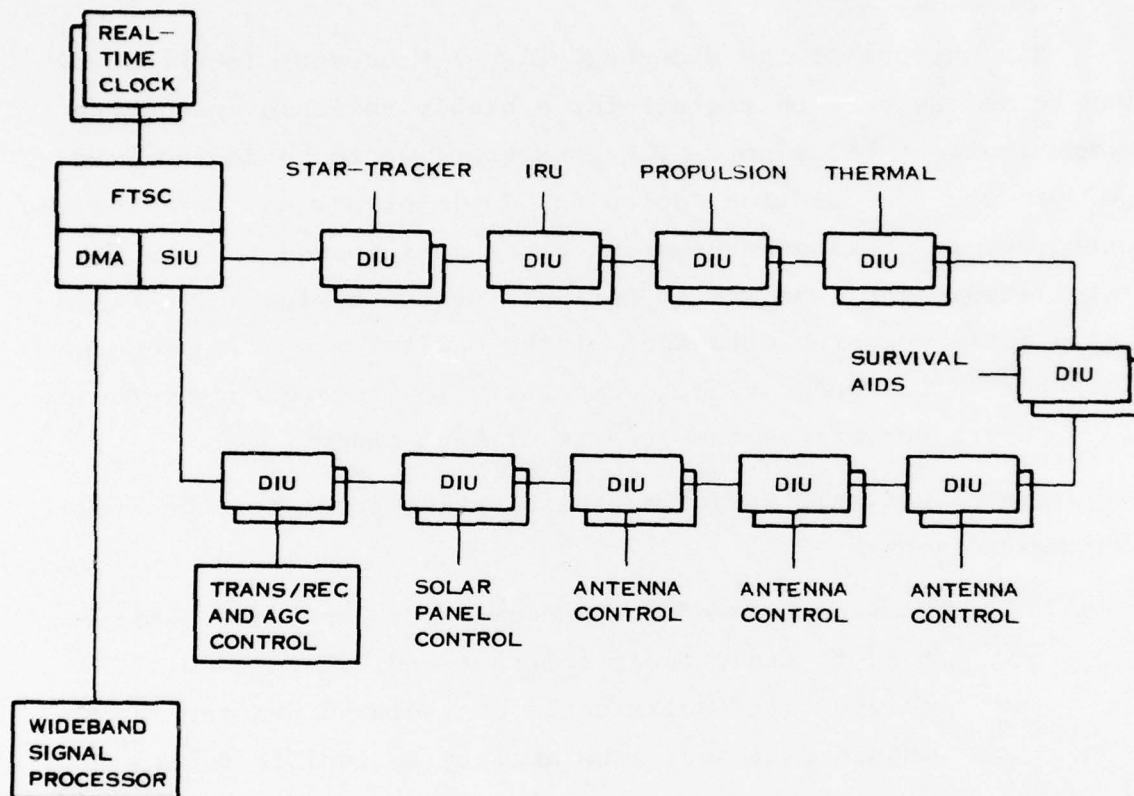 REAL-
TIME
CLOCK
FTSC
DMA
SIU
STAR-TRACKER
IRU
PROPULSION
THERMAL
DIU
DIU
DIU
DIU
SURVIVAL
AIDS
DIU
DIU
DIU
DIU
DIU
DIU
TRANS/REC
AND AGC
CONTROL
SOLAR
PANEL
CONTROL
ANTENNA
CONTROL
ANTENNA
CONTROL
ANTENNA
CONTROL
WIDEBAND
SIGNAL
PROCESSOR